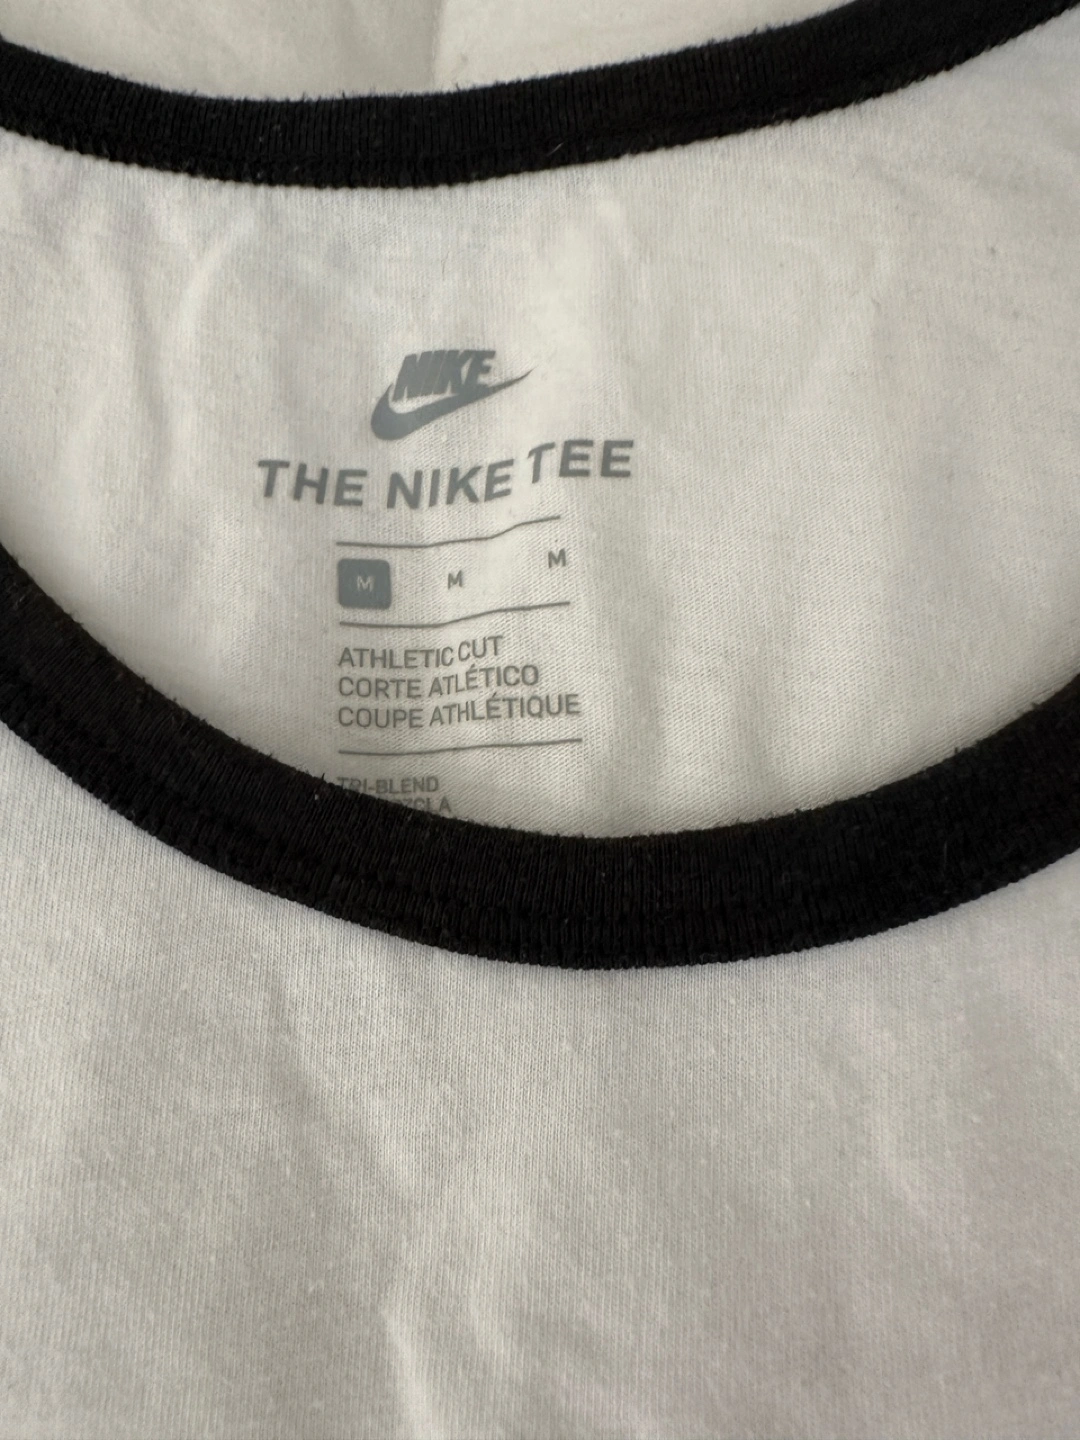 NIKE
THE NIKE TEE
M M M
ATHLETIC CUT
CORTE ATLÉTICO
COUPE ATHLÉTIQUE
TRI-BLEND